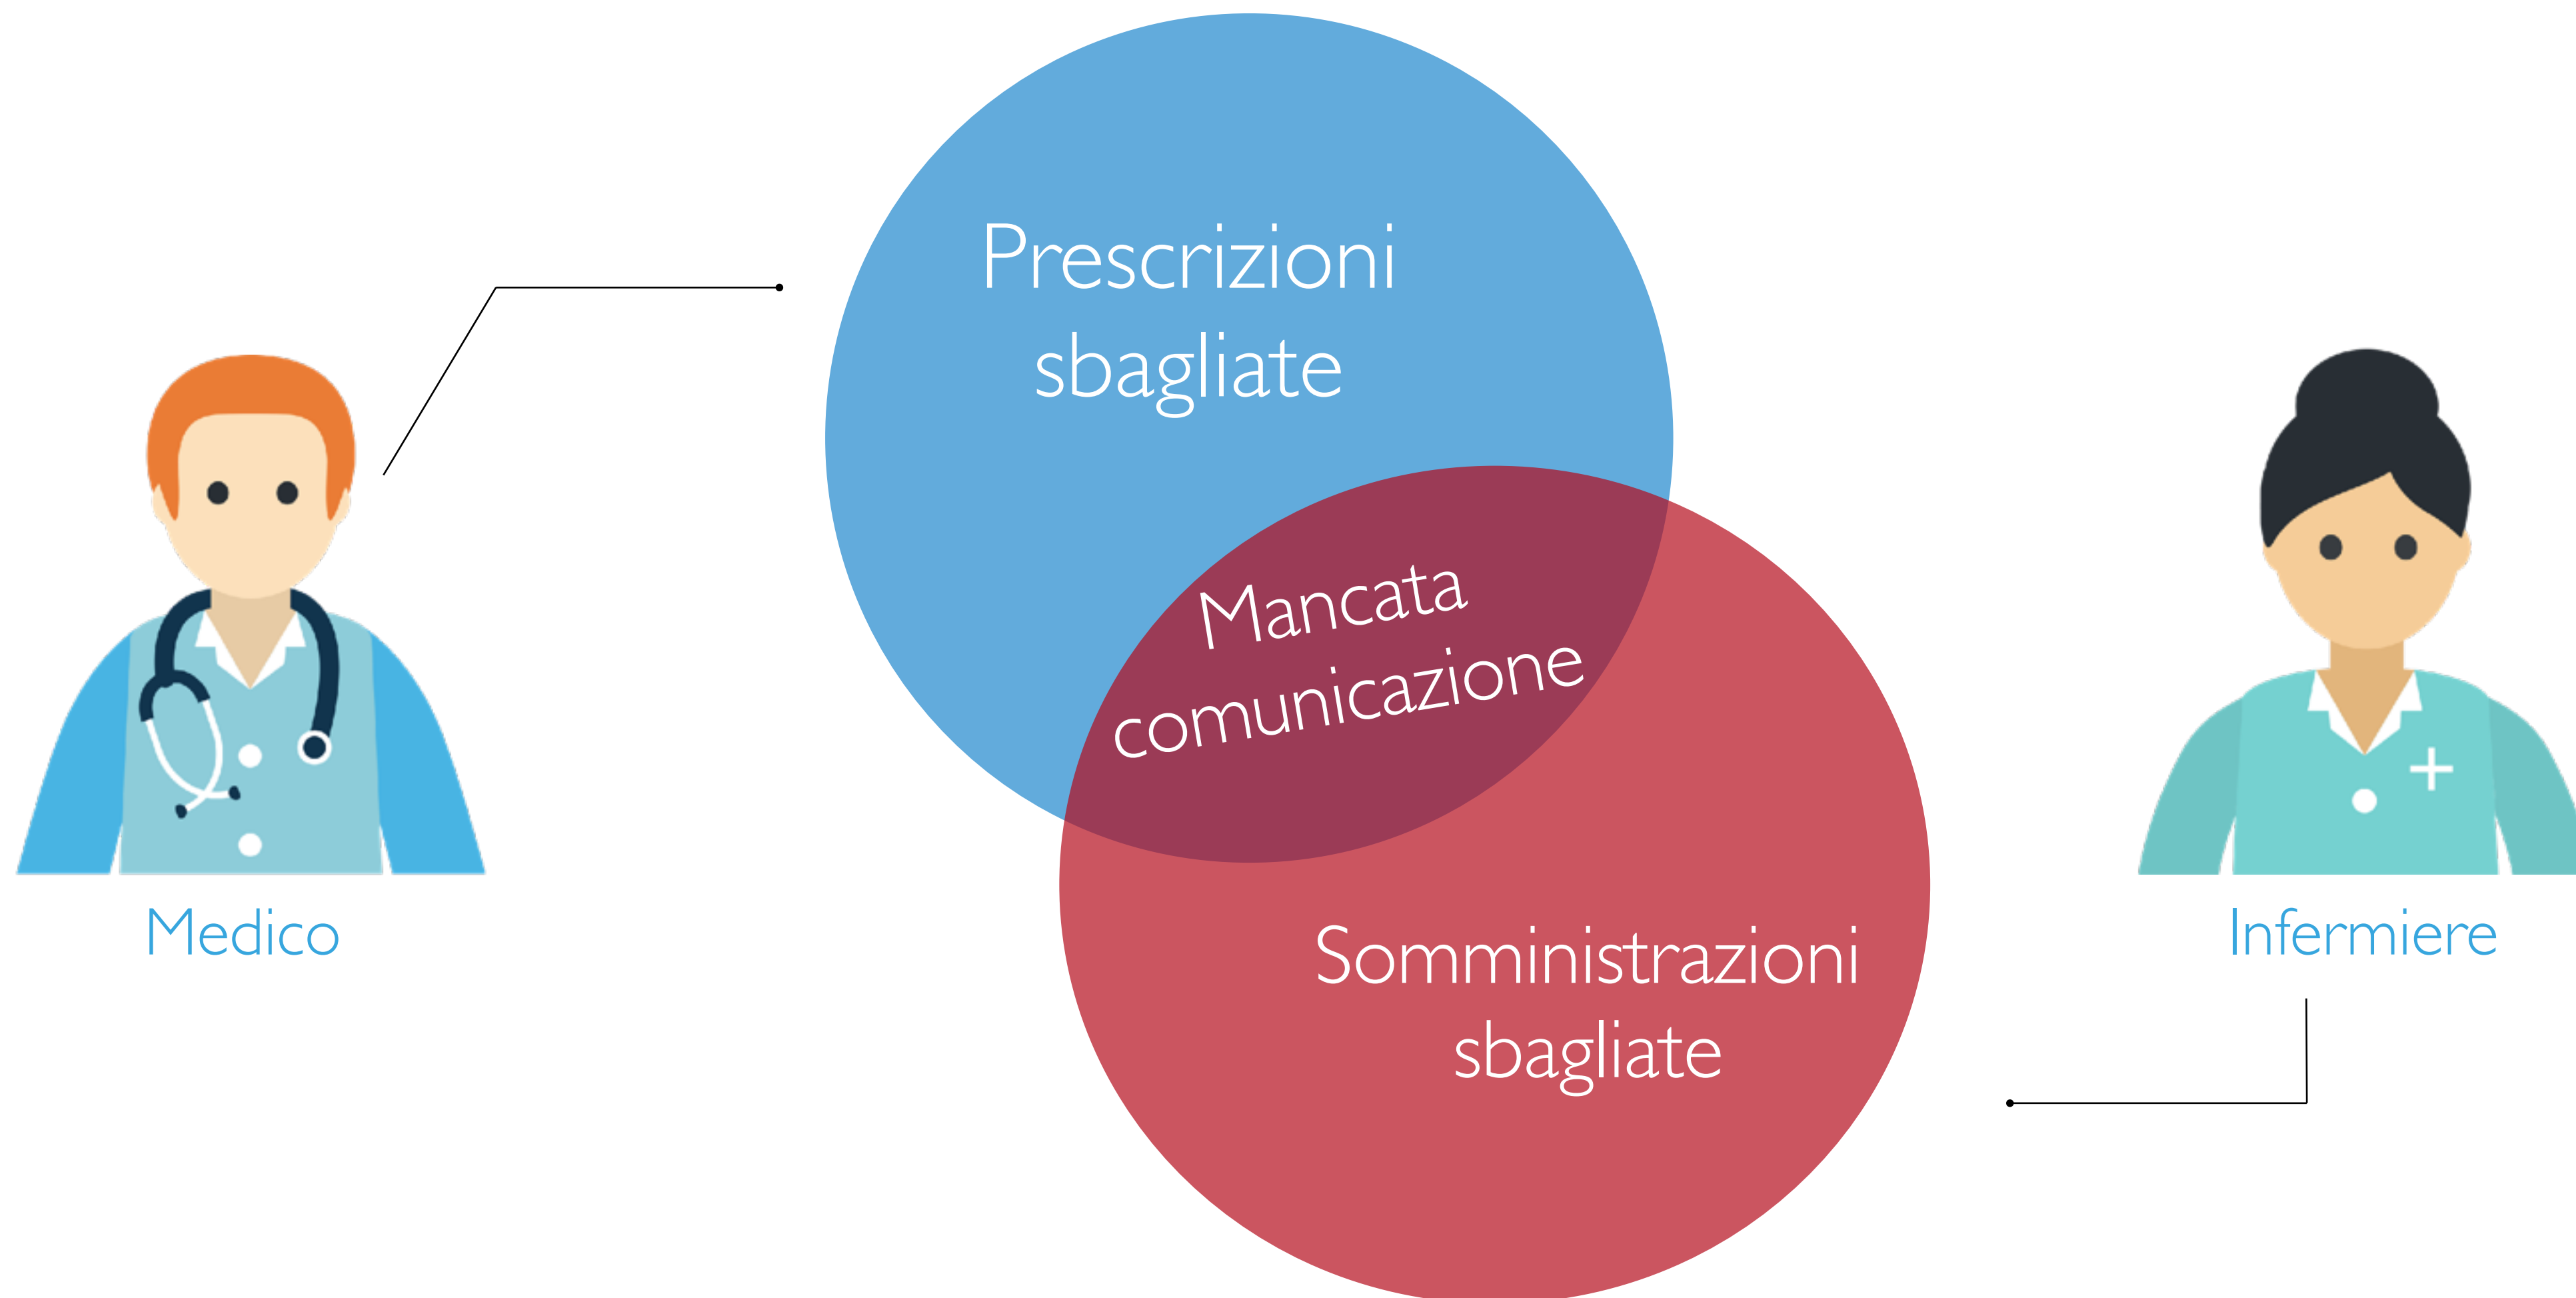 Prescrizioni
sbagliate
Mancata
comunicazione
Medico
Infermiere
Somministrazioni
sbagliate